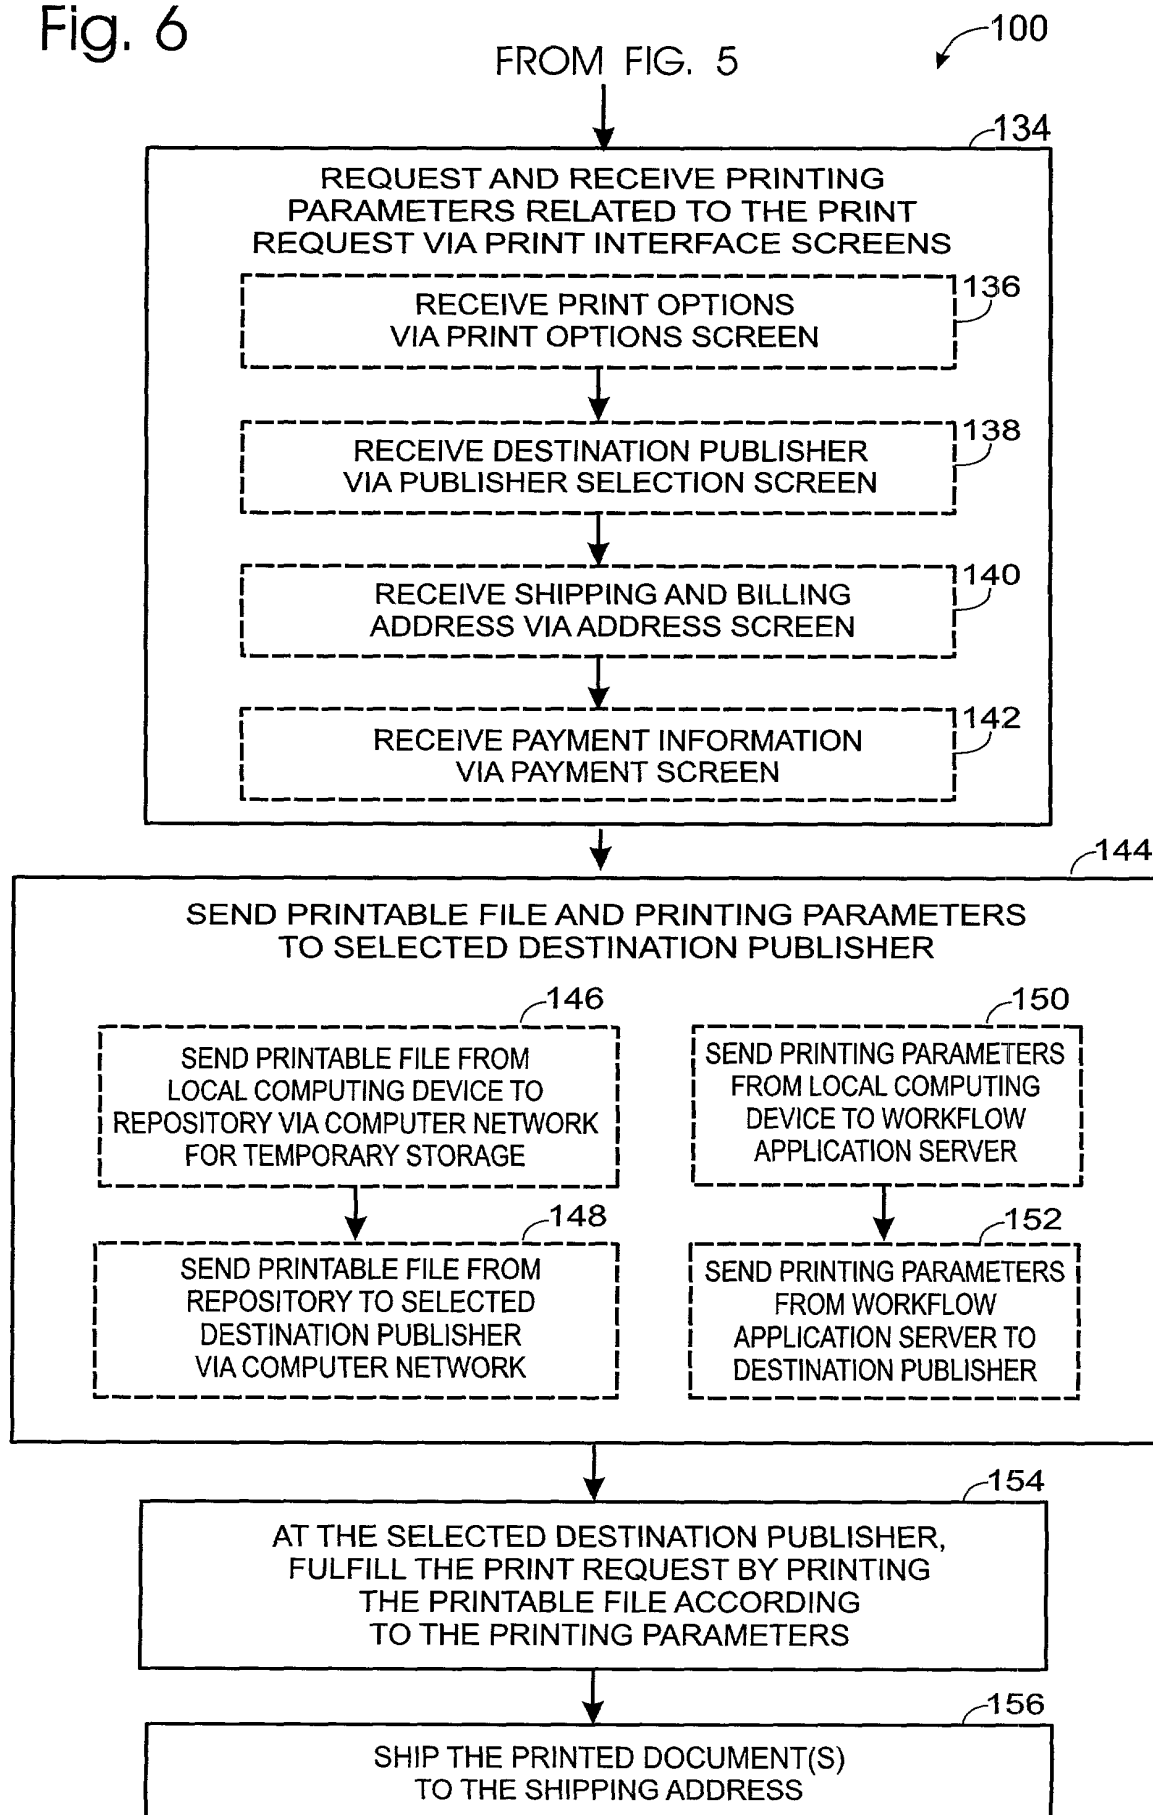 Fig. 6
FROM FIG. 5
100
134
REQUEST AND RECEIVE PRINTING
PARAMETERS RELATED TO THE PRINT
REQUEST VIA PRINT INTERFACE SCREENS
136
RECEIVE PRINT OPTIONS
VIA PRINT OPTIONS SCREEN
138
RECEIVE DESTINATION PUBLISHER
VIA PUBLISHER SELECTION SCREEN
140
RECEIVE SHIPPING AND BILLING
ADDRESS VIA ADDRESS SCREEN
142
RECEIVE PAYMENT INFORMATION
VIA PAYMENT SCREEN
144
SEND PRINTABLE FILE AND PRINTING PARAMETERS
TO SELECTED DESTINATION PUBLISHER
146
SEND PRINTABLE FILE FROM
LOCAL COMPUTING DEVICE TO
REPOSITORY VIA COMPUTER NETWORK
FOR TEMPORARY STORAGE
148
SEND PRINTABLE FILE FROM
REPOSITORY TO SELECTED
DESTINATION PUBLISHER
VIA COMPUTER NETWORK
150
SEND PRINTING PARAMETERS
FROM LOCAL COMPUTING
DEVICE TO WORKFLOW
APPLICATION SERVER
152
SEND PRINTING PARAMETERS
FROM WORKFLOW
APPLICATION SERVER TO
DESTINATION PUBLISHER
154
AT THE SELECTED DESTINATION PUBLISHER,
FULFILL THE PRINT REQUEST BY PRINTING
THE PRINTABLE FILE ACCORDING
TO THE PRINTING PARAMETERS
156
SHIP THE PRINTED DOCUMENT(S)
TO THE SHIPPING ADDRESS